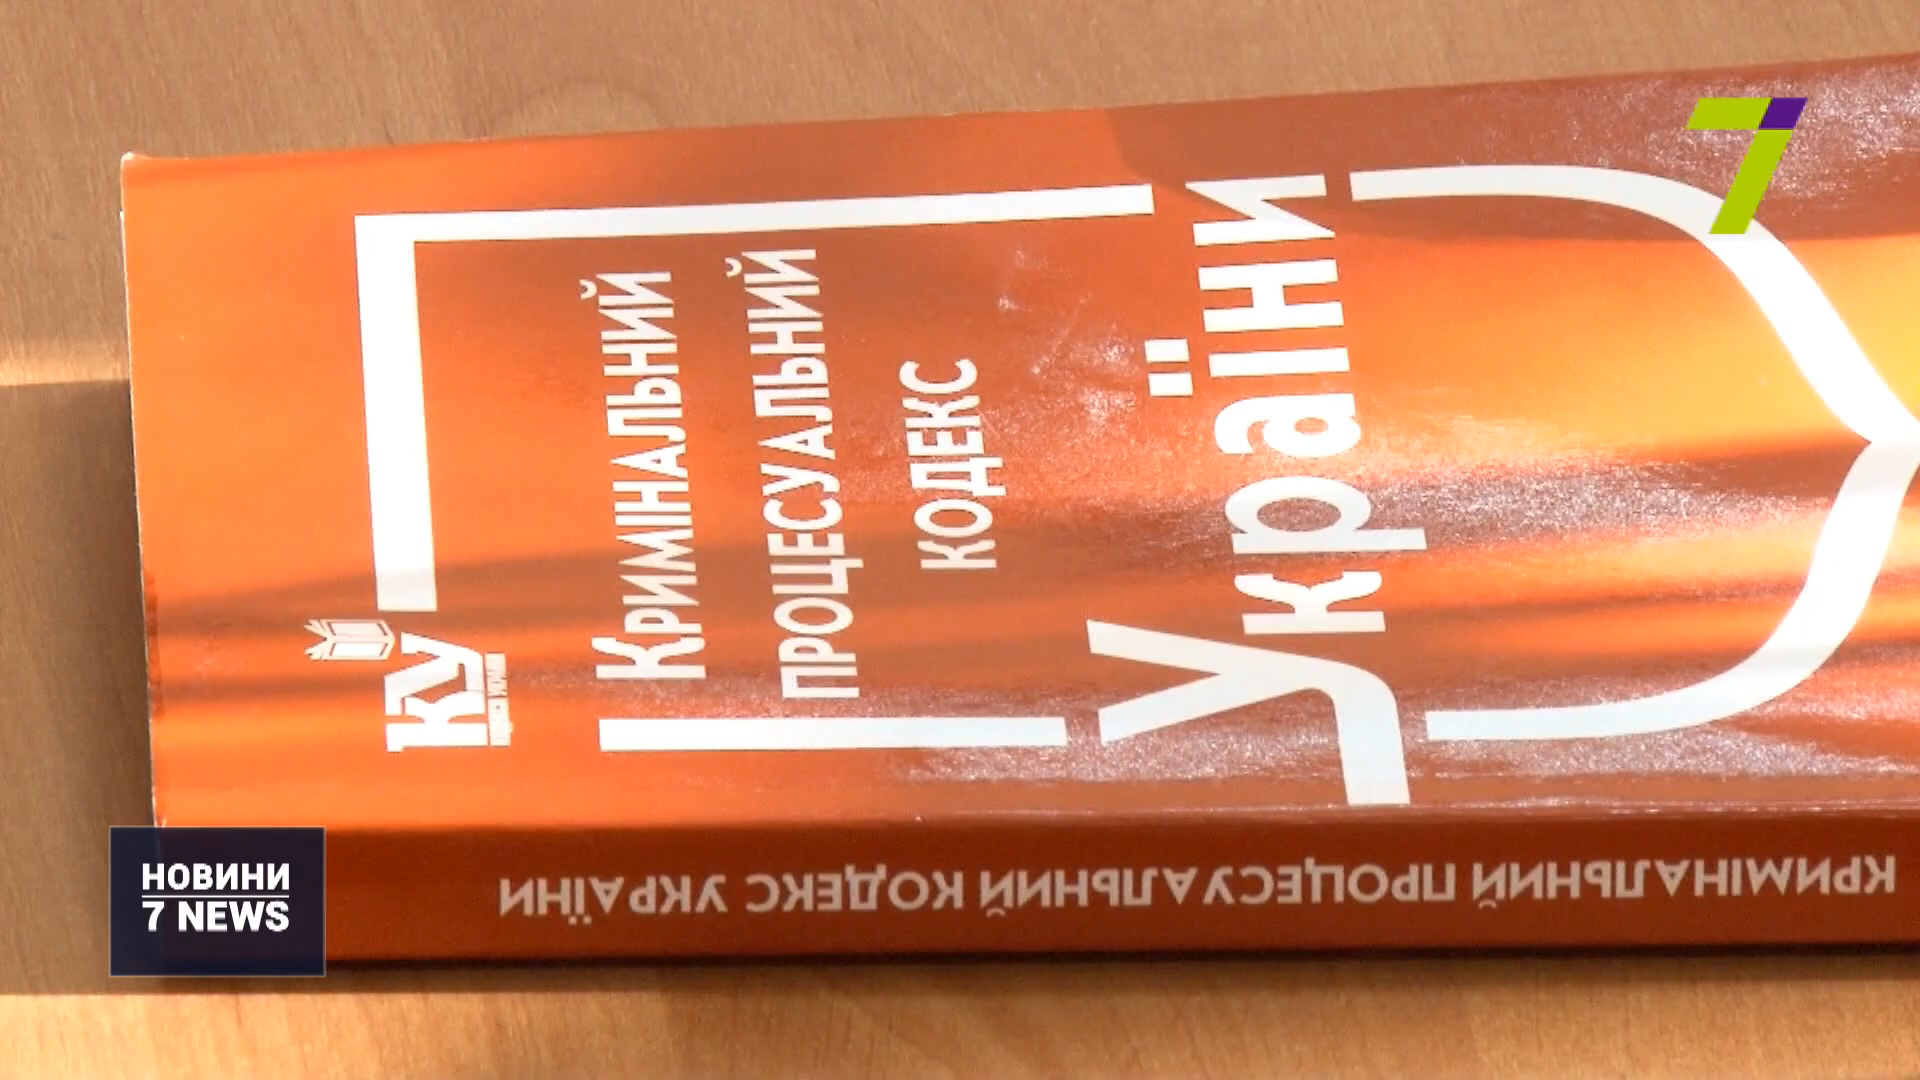 7
КУ
Кримінальний
процесуальний
кодекс
України
КРИМІНАЛЬНИЙ ПРОЦЕСУАЛЬНИЙ КОДЕКС УКРАЇНИ
НОВИНИ
7 NEWS